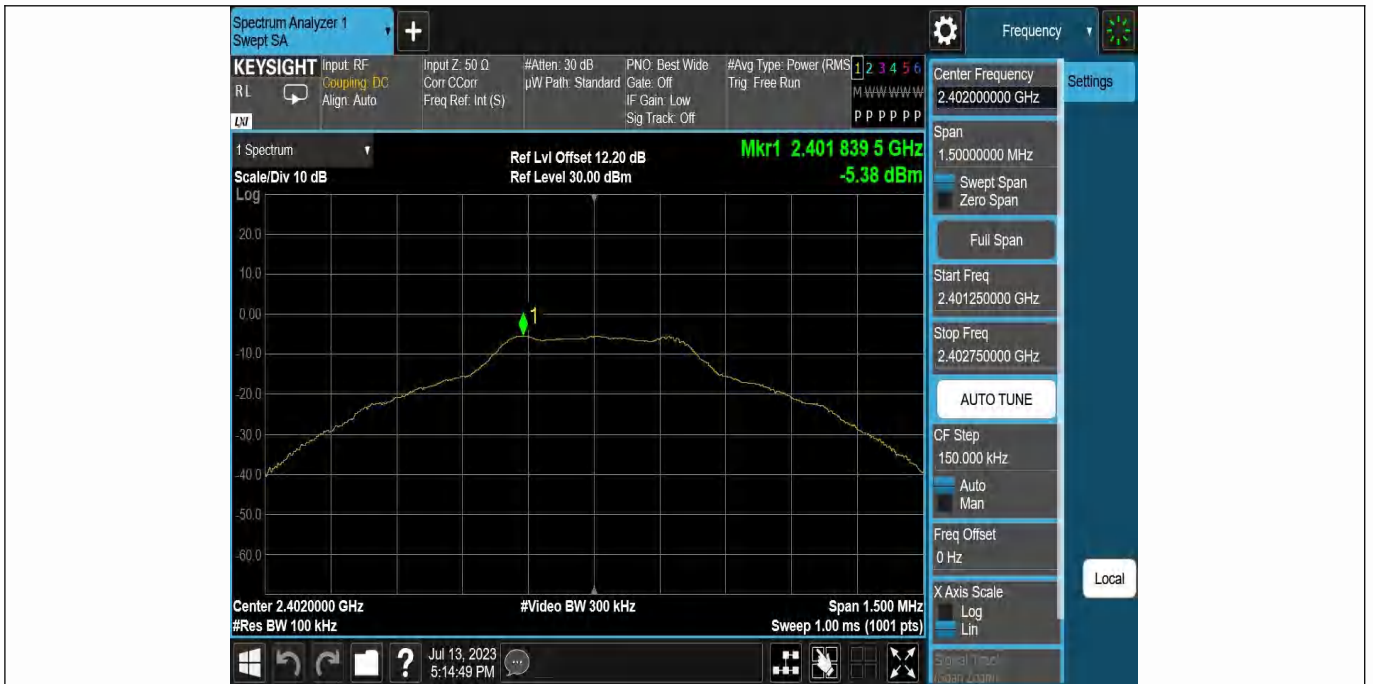 Spectrum Analyzer 1
Swept SA
+
Frequency
KEYSIGHT
RL
LXI
Input: RF
Coupling: DC
Align: Auto
Input Z: 50 Ω
Corr CCorr
Freq Ref: Int (S)
#Atten: 30 dB
µW Path: Standard
PNO: Best Wide
Gate: Off
IF Gain: Low
Sig Track: Off
#Avg Type: Power (RMS
Trig: Free Run
1 2 3 4 5 6
M W W W W W
P P P P P P
1 Spectrum
Scale/Div 10 dB
Log
Ref Lvl Offset 12.20 dB
Ref Level 30.00 dBm
Mkr1 2.401 839 5 GHz
-5.38 dBm
20.0
10.0
0.00
-10.0
-20.0
-30.0
-40.0
-50.0
-60.0
1
Center 2.4020000 GHz
#Res BW 100 kHz
#Video BW 300 kHz
Span 1.500 MHz
Sweep 1.00 ms (1001 pts)
Center Frequency
2.402000000 GHz
Settings
Span
1.50000000 MHz
Swept Span
Zero Span
Full Span
Start Freq
2.401250000 GHz
Stop Freq
2.402750000 GHz
AUTO TUNE
CF Step
150.000 kHz
Auto
Man
Freq Offset
0 Hz
X Axis Scale
Log
Lin
Signal Track
(Span Zoom)
Local
?
Jul 13, 2023
5:14:49 PM